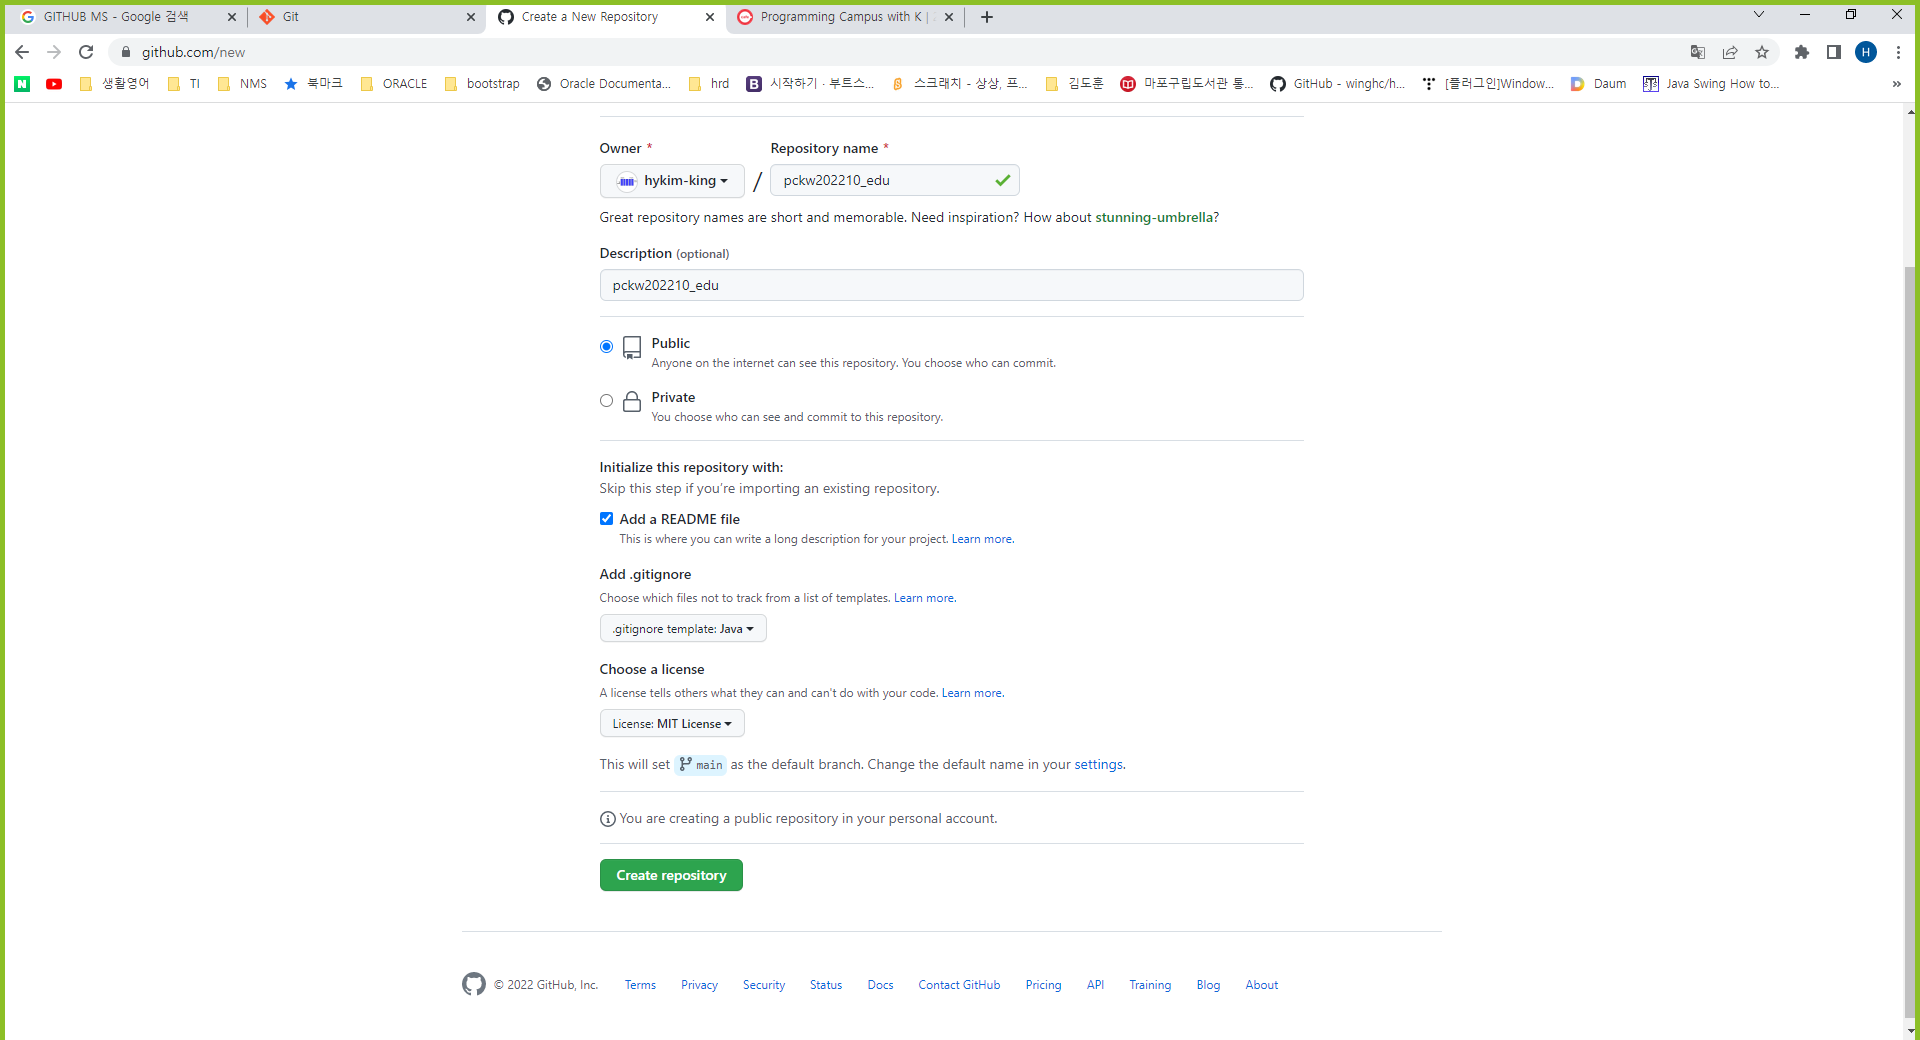 GITHUB MS - Google 검색
Git
Create a New Repository
Programming Campus with K |
github.com/new
H
생활영어 TI NMS 북마크 ORACLE bootstrap Oracle Documenta... hrd B 시작하기 · 부트스... 스크래치 - 상상, 프... 김도훈 마포구립도서관 통... GitHub - winghc/h... [플러그인]Window... Daum Java Swing How to... »
Owner * Repository name *
hykim-king / pckw202210_edu
Great repository names are short and memorable. Need inspiration? How about stunning-umbrella?
Description (optional)
pckw202210_edu
Public
Anyone on the internet can see this repository. You choose who can commit.
Private
You choose who can see and commit to this repository.
Initialize this repository with:
Skip this step if you’re importing an existing repository.
Add a README file
This is where you can write a long description for your project. Learn more.
Add .gitignore
Choose which files not to track from a list of templates. Learn more.
.gitignore template: Java
Choose a license
A license tells others what they can and can't do with your code. Learn more.
License: MIT License
This will set main as the default branch. Change the default name in your settings.
You are creating a public repository in your personal account.
Create repository
© 2022 GitHub, Inc. Terms Privacy Security Status Docs Contact GitHub Pricing API Training Blog About